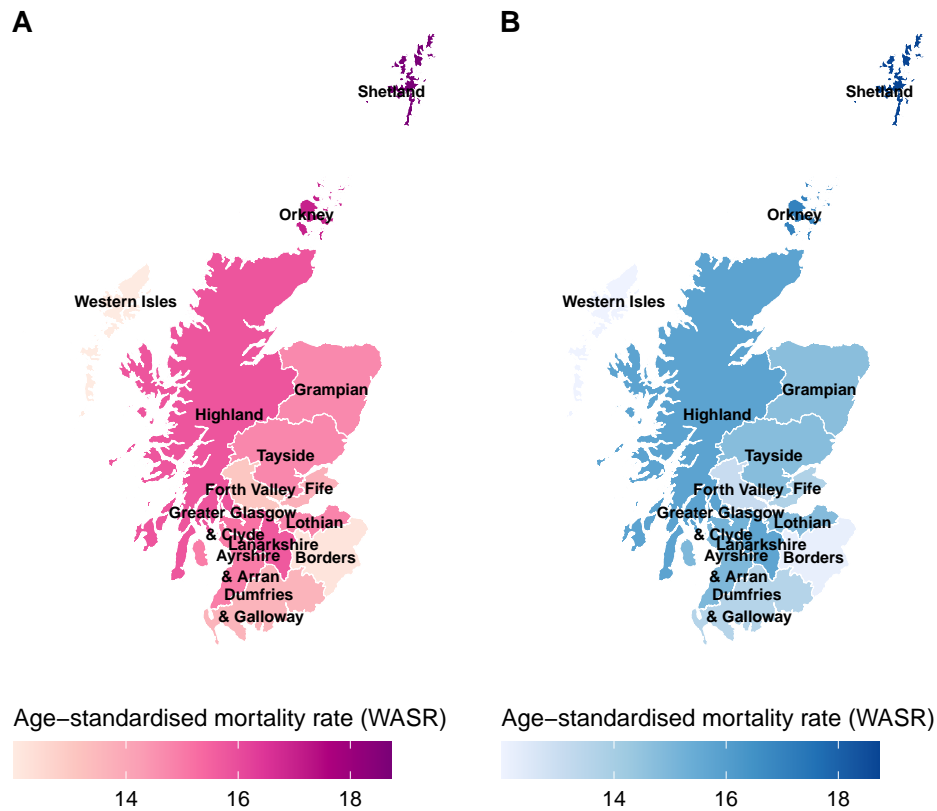 A
Shetland
Orkney
Western Isles
Grampian
Highland
Tayside
Forth Valley
Fife
Greater Glasgow
& Clyde
Lothian
Lanarkshire
Ayrshire
& Arran
Borders
Dumfries
& Galloway
Age−standardised mortality rate (WASR)
14 16 18
B
Shetland
Orkney
Western Isles
Grampian
Highland
Tayside
Forth Valley
Fife
Greater Glasgow
& Clyde
Lothian
Lanarkshire
Ayrshire
& Arran
Borders
Dumfries
& Galloway
Age−standardised mortality rate (WASR)
14 16 18